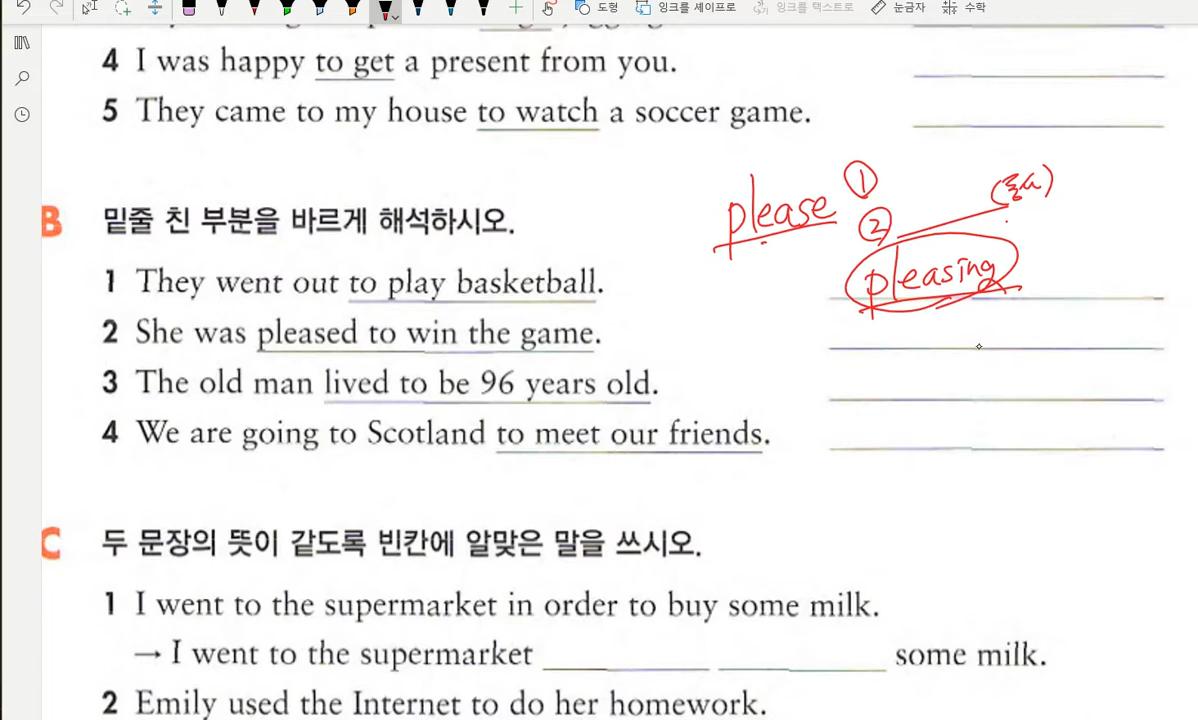 도형 잉크를 셰이프로 잉크를 텍스트로 눈금자 수학
4 I was happy to get a present from you.
5 They came to my house to watch a soccer game.
please ①
②
pleasing
B 밑줄 친 부분을 바르게 해석하시오.
1 They went out to play basketball.
2 She was pleased to win the game.
3 The old man lived to be 96 years old.
4 We are going to Scotland to meet our friends.
C 두 문장의 뜻이 같도록 빈칸에 알맞은 말을 쓰시오.
1 I went to the supermarket in order to buy some milk.
→ I went to the supermarket ________ ________ some milk.
2 Emily used the Internet to do her homework.